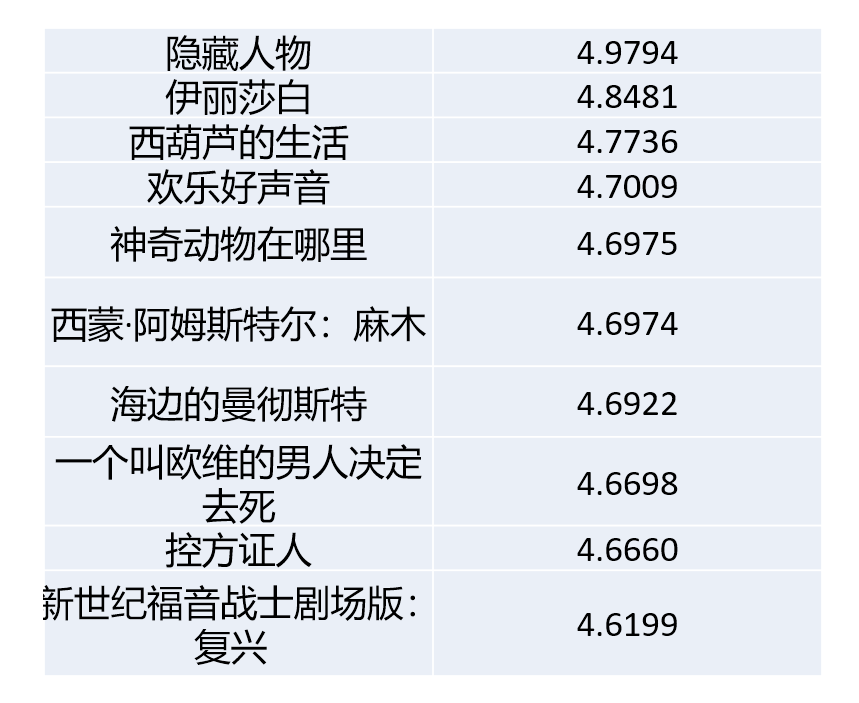 隐藏人物 4.9794
伊丽莎白 4.8481
西葫芦的生活 4.7736
欢乐好声音 4.7009
神奇动物在哪里 4.6975
西蒙·阿姆斯特尔：麻木 4.6974
海边的曼彻斯特 4.6922
一个叫欧维的男人决定
去死 4.6698
控方证人 4.6660
新世纪福音战士剧场版：
复兴 4.6199